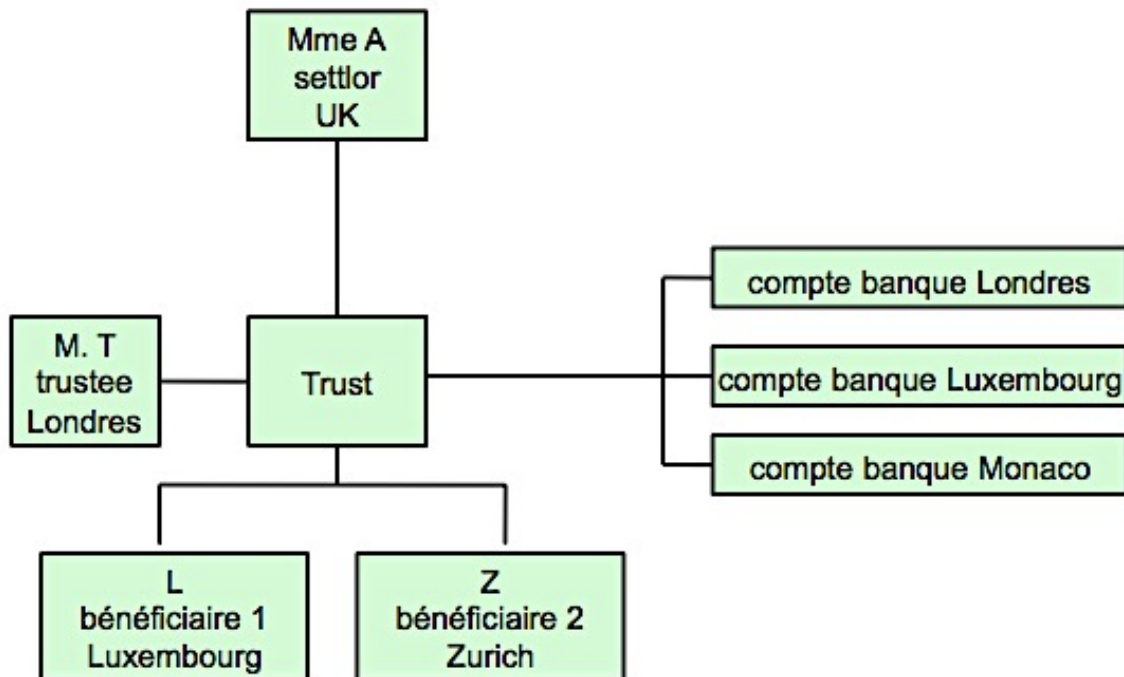 Mme A
settlor
UK
compte banque Londres
M. T
trustee
Londres
Trust
compte banque Luxembourg
compte banque Monaco
L
bénéficiaire 1
Luxembourg
Z
bénéficiaire 2
Zurich